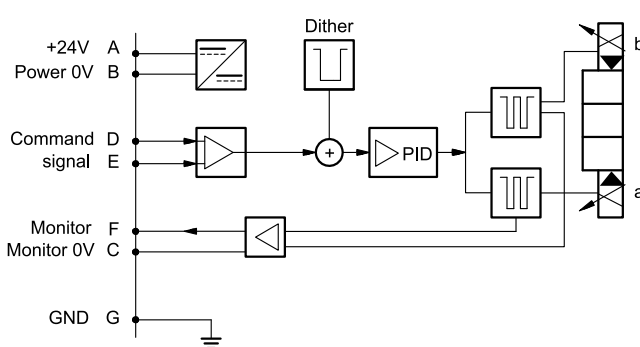 Dither
+24V A
Power 0V B
b
Command D
signal E
+
PID
a
Monitor F
Monitor 0V C
GND G